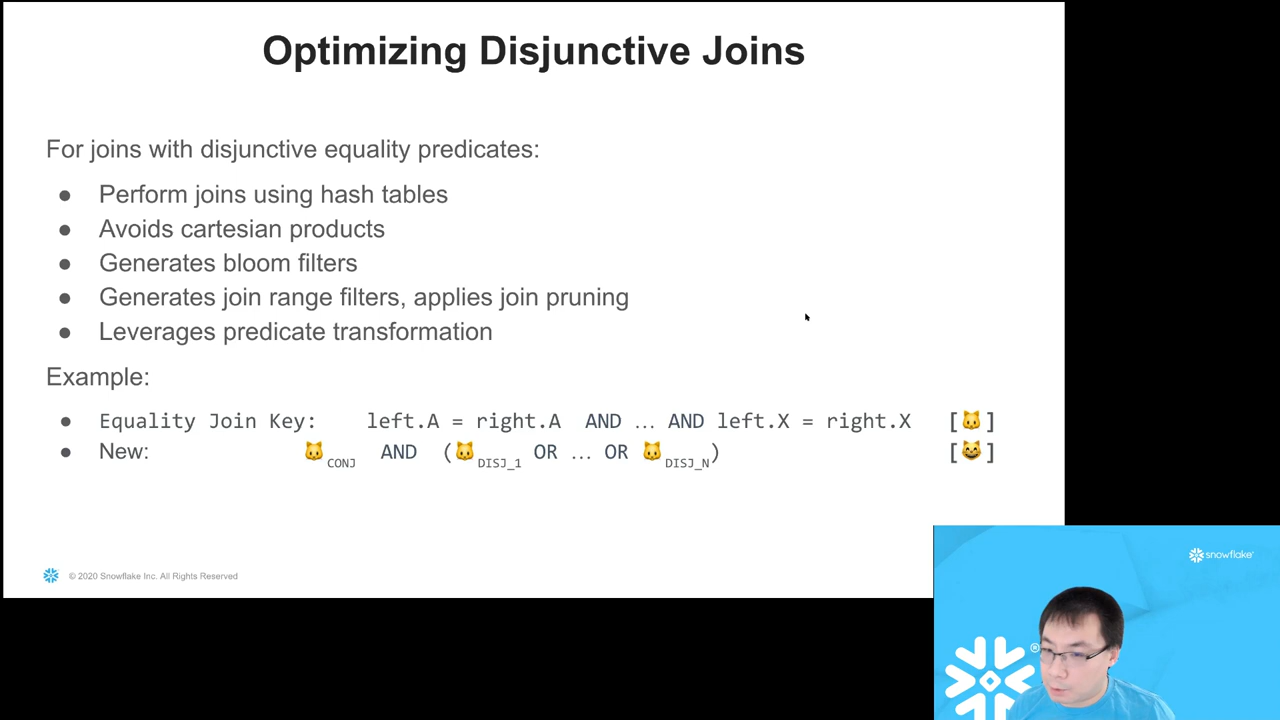 Optimizing Disjunctive Joins
For joins with disjunctive equality predicates:
● Perform joins using hash tables
● Avoids cartesian products
● Generates bloom filters
● Generates join range filters, applies join pruning
● Leverages predicate transformation
Example:
● Equality Join Key: left.A = right.A AND … AND left.X = right.X [🐱]
● New: 🐱CONJ AND (🐱DISJ_1 OR … OR 🐱DISJ_N) [😸]
© 2020 Snowflake Inc. All Rights Reserved
snowflake
®